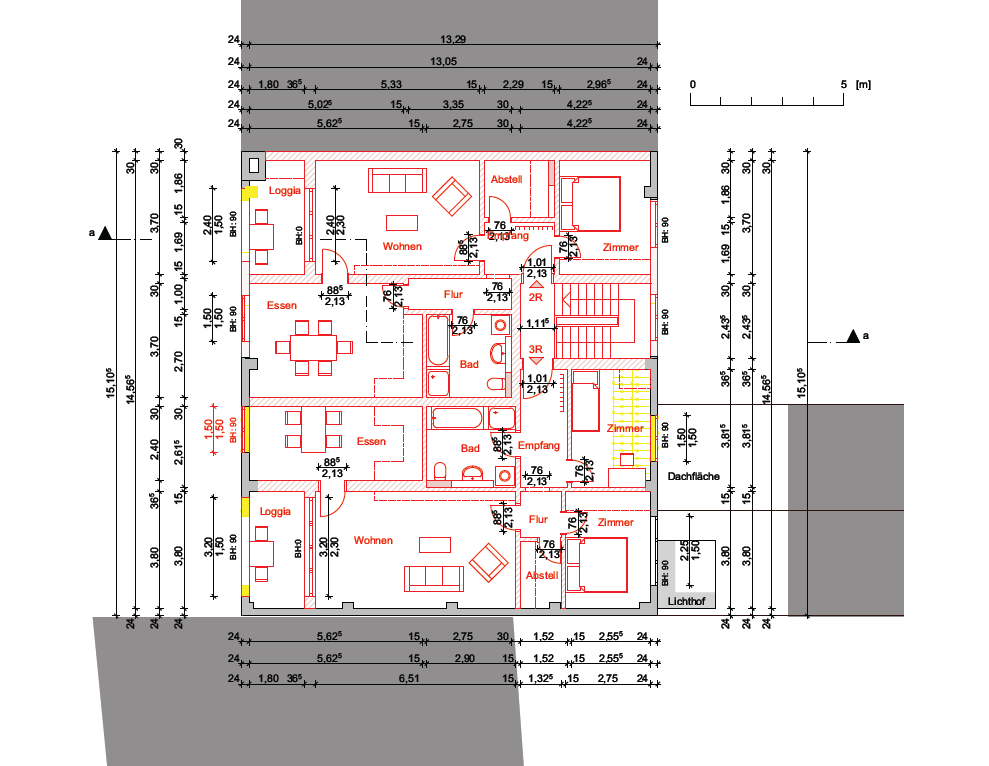 24 13,29
24 13,05 24
24 1,80 36⁵ 5,33 15 2,29 15 2,96⁵ 24
24 5,02⁵ 15 3,35 30 4,22⁵ 24
24 5,62⁵ 15 2,75 30 4,22⁵ 24
0 5 [m]
30
30
30
1,86
15
3,70
1,69
15
30
1,00
15
3,70
2,70
30
30
2,40
2,61⁵
36⁵
15
3,80
3,80
24
24
24
24
15,10⁵
14,56⁵
a
2,40
1,50
BH: 90
1,50
1,50
BH: 90
1,50
1,50
BH: 90
3,20
1,50
BH: 90
Loggia
BH:0
2,40
2,30
Wohnen
Abstell
76
2,13
88⁵
2,13
76
2,13
Zimmer
1,01
2,13
88⁵
2,13
76
2,13
Flur
76
2,13
2R
Essen
76
2,13
1,11⁵
3R
Bad
1,01
2,13
Essen
Bad
88⁵
2,13
Empfang
Zimmer
88⁵
2,13
76
2,13
76
2,13
Loggia
BH:0
3,20
2,30
Wohnen
88⁵
2,13
Flur
76
2,13
Zimmer
76
2,13
Abstell
BH: 90
BH: 90
BH: 90
1,50
1,50
Dachfläche
BH: 90
2,25
1,50
Lichthof
30
30
30
1,86
15
3,70
1,69
15
30
2,43⁵
2,43⁵
36⁵
36⁵
3,81⁵
3,81⁵
15
15
3,80
3,80
24
24
24
14,56⁵
15,10⁵
a
24 5,62⁵ 15 2,75 30 1,52 15 2,55⁵ 24
24 5,62⁵ 15 2,90 15 1,52 15 2,55⁵ 24
24 1,80 36⁵ 6,51 15 1,32⁵ 15 2,75 24